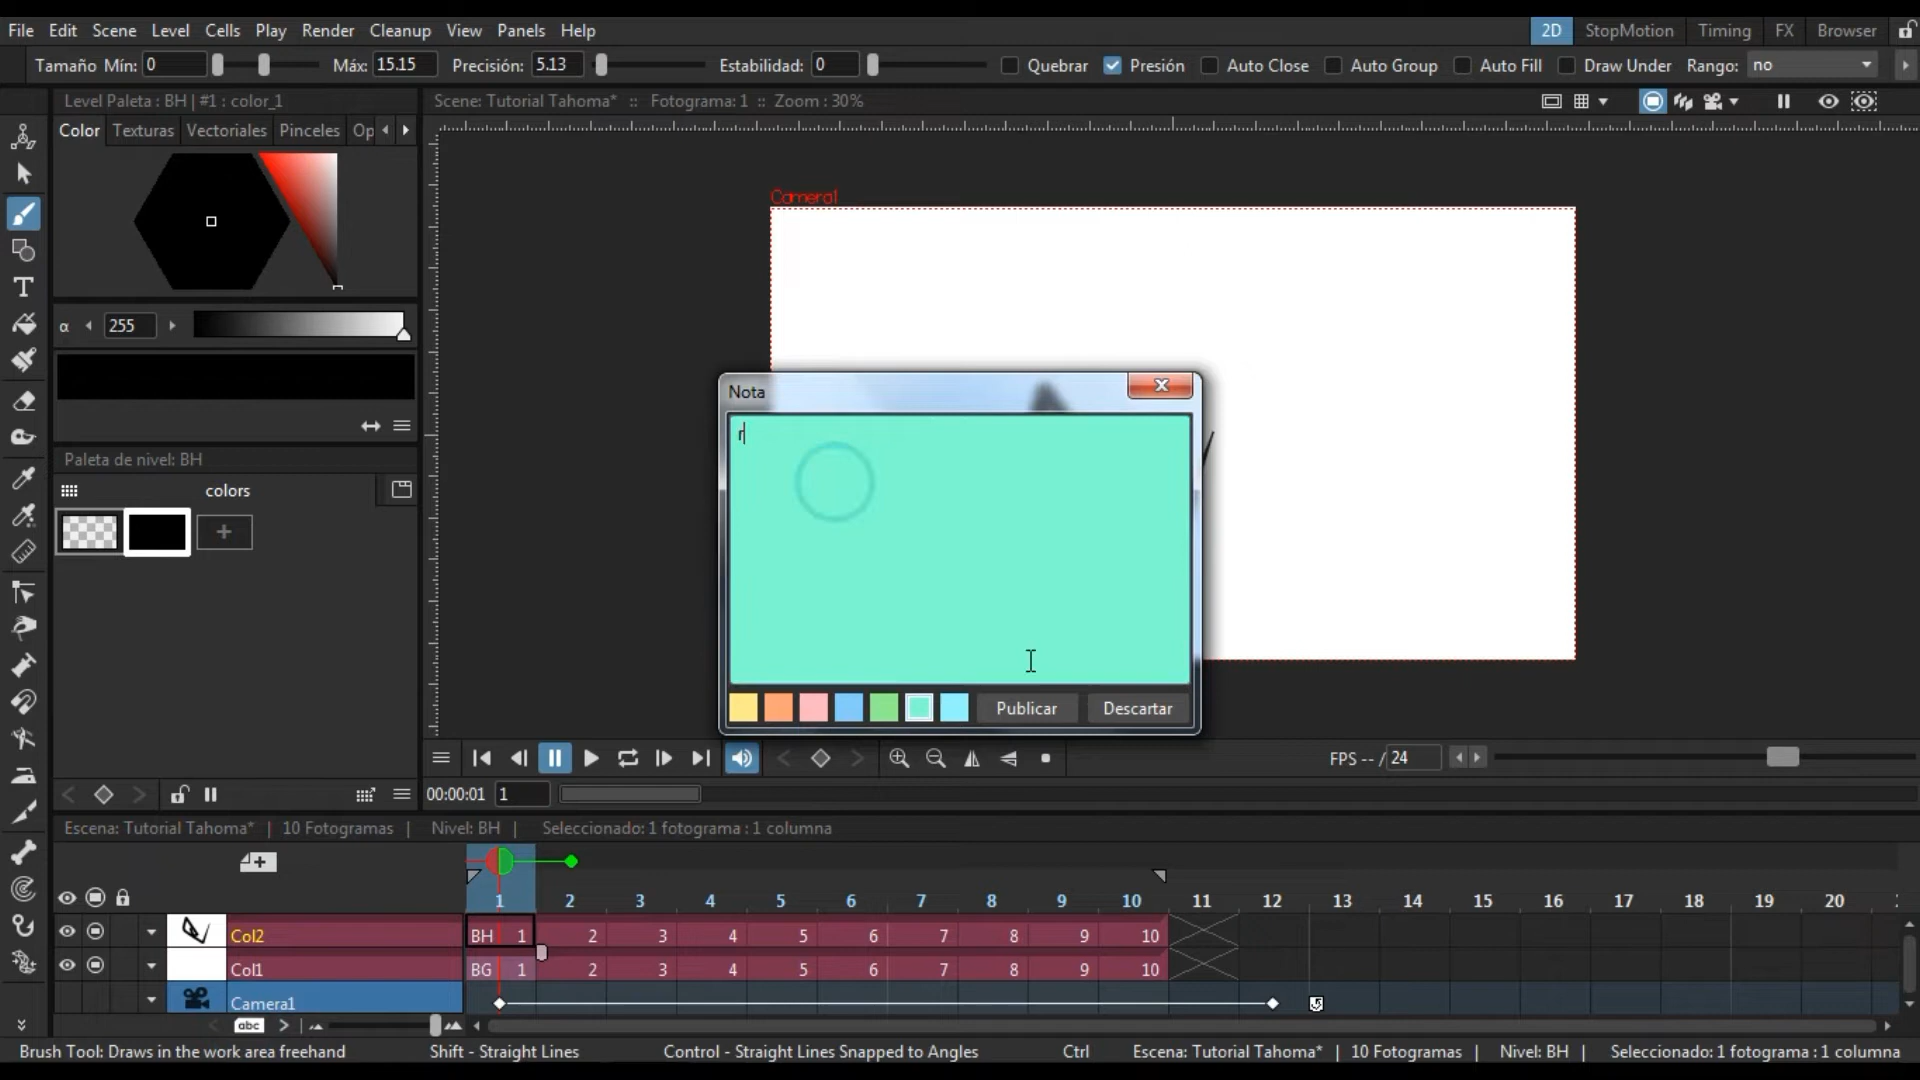 File Edit Scene Level Cells Play Render Cleanup View Panels Help 2D StopMotion Timing FX Browser
Tamaño Mín: 0 Máx: 15.15 Precisión: 5.13 Estabilidad: 0 Quebrar Presión Auto Close Auto Group Auto Fill Draw Under Rango: no
Level Paleta : BH | #1 : color_1
Scene: Tutorial Tahoma* :: Fotograma: 1 :: Zoom : 30%
Color Texturas Vectoriales Pinceles Op
Camera1
α 255
Nota
r
Paleta de nivel: BH
colors
Publicar Descartar
FPS -- / 24
00:00:01 1
Escena: Tutorial Tahoma* | 10 Fotogramas | Nivel: BH | Seleccionado: 1 fotograma : 1 columna
1 2 3 4 5 6 7 8 9 10 11 12 13 14 15 16 17 18 19 20
Col2 BH 1 2 3 4 5 6 7 8 9 10
Col1 BG 1 2 3 4 5 6 7 8 9 10
Camera1
abc
Brush Tool: Draws in the work area freehand Shift - Straight Lines Control - Straight Lines Snapped to Angles Ctrl Escena: Tutorial Tahoma* | 10 Fotogramas | Nivel: BH | Seleccionado: 1 fotograma : 1 columna